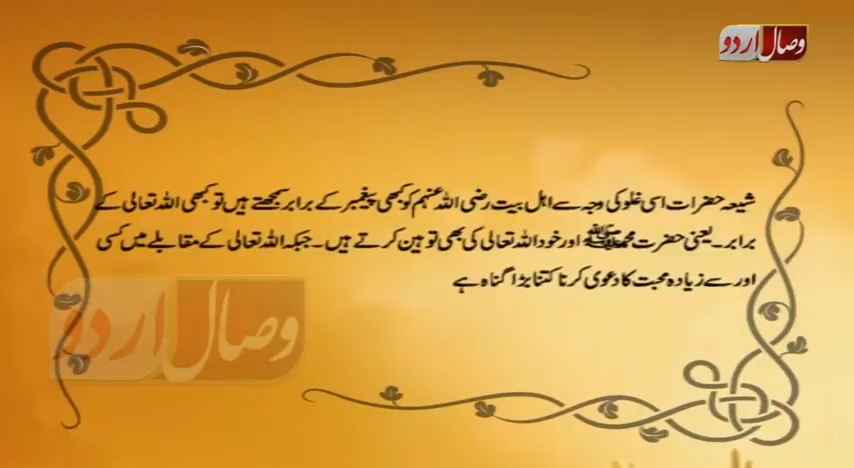 وصال اردو
شیعہ حضرات اسی غلو کی وجہ سے اہل بیت رضی اللہ عنہم کو کبھی پیغمبر کے برابر سمجھتے ہیں تو کبھی اللہ تعالی کے
برابر۔ یعنی حضرت محمد ﷺ اور خود اللہ تعالی کی بھی توہین کرتے ہیں۔ جبکہ اللہ تعالی کے مقابلے میں کسی
اور سے زیادہ محبت کا دعوی کرنا کتنا بڑا گناہ ہے
وصال اردو